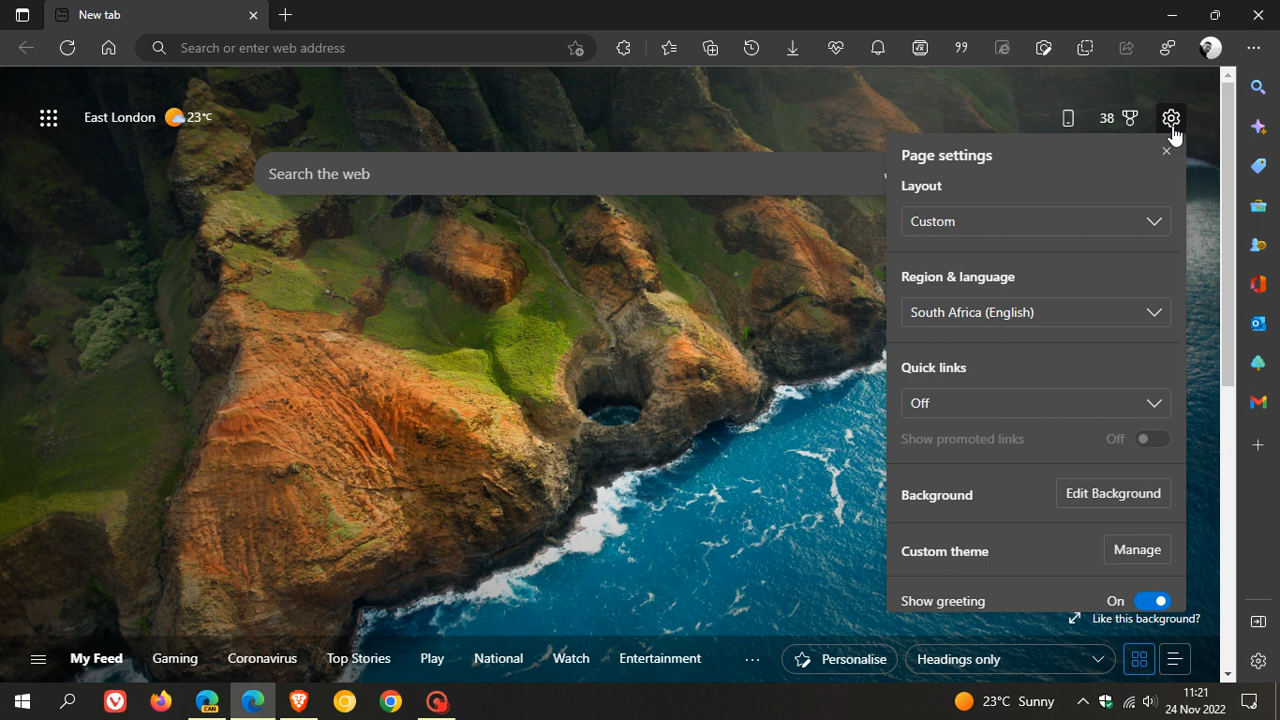 New tab
Search or enter web address
East London 23°C
38
Search the web
Page settings
Layout
Custom
Region & language
South Africa (English)
Quick links
Off
Show promoted links Off
Background Edit Background
Custom theme Manage
Show greeting On
Like this background?
My Feed Gaming Coronavirus Top Stories Play National Watch Entertainment ... Personalise Headings only
CAN
23°C Sunny
11:21
24 Nov 2022